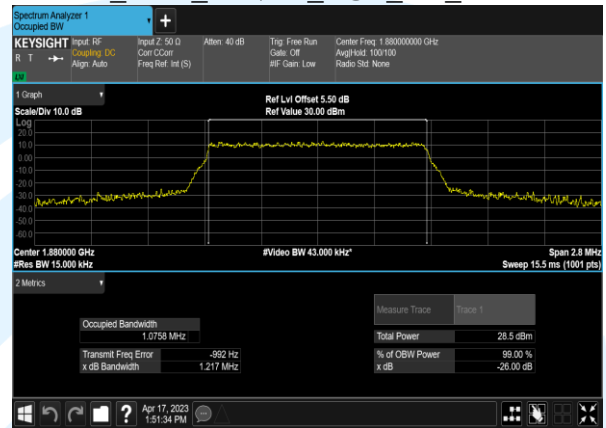 Spectrum Analyzer 1
Occupied BW
+
KEYSIGHT
R T
LV
Input: RF
Coupling: DC
Align: Auto
Input Z: 50 Ω
Corr CCorr
Freq Ref: Int (S)
Atten: 40 dB
Trig: Free Run
Gate: Off
#IF Gain: Low
Center Freq: 1.880000000 GHz
Avg|Hold: 100/100
Radio Std: None
1 Graph
Scale/Div 10.0 dB
Ref Lvl Offset 5.50 dB
Ref Value 30.00 dBm
Log
20.0
10.0
0.00
-10.0
-20.0
-30.0
-40.0
-50.0
-60.0
Center 1.880000 GHz
#Res BW 15.000 kHz
#Video BW 43.000 kHz*
Span 2.8 MHz
Sweep 15.5 ms (1001 pts)
2 Metrics
Measure Trace
Trace 1
Occupied Bandwidth
1.0758 MHz
Total Power
28.5 dBm
Transmit Freq Error
-992 Hz
% of OBW Power
99.00 %
x dB Bandwidth
1.217 MHz
x dB
-26.00 dB
?
Apr 17, 2023
1:51:34 PM